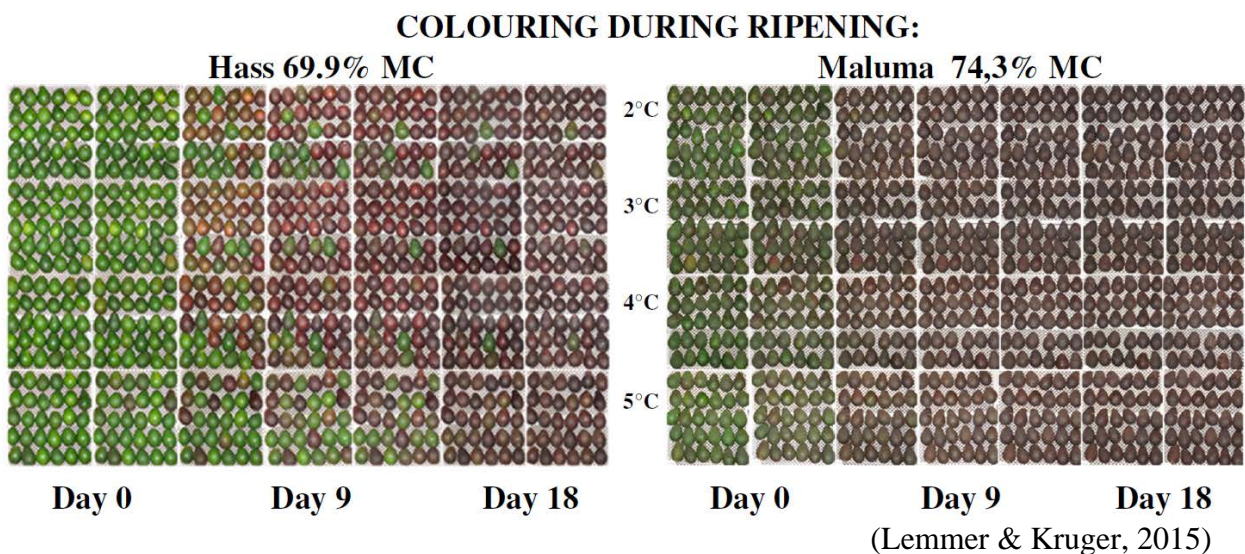 COLOURING DURING RIPENING:
Hass 69.9% MC
Maluma 74,3% MC
2°C
3°C
4°C
5°C
Day 0 Day 9 Day 18
Day 0 Day 9 Day 18
(Lemmer & Kruger, 2015)